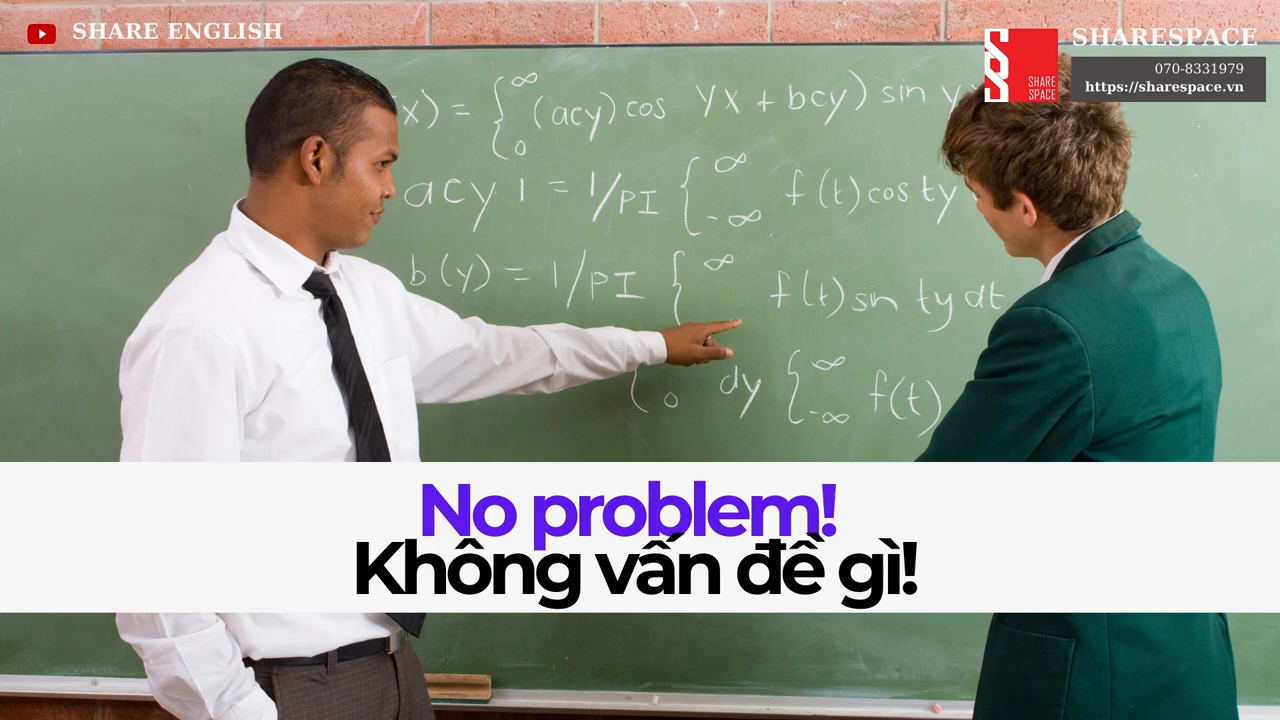 SHARE ENGLISH
SHARESPACE
070-8331979
https://sharespace.vn
SHARE
SPACE
x) = { ∞ 0 (acy) cos yx + bcy) sin y
acy 1 = 1/PI { ∞ -∞ f(t) cos ty
b(y) = 1/PI { ∞ f(t) sin ty dt
{ 0 dy { ∞ -∞ f(t)
No problem!
Không vấn đề gì!